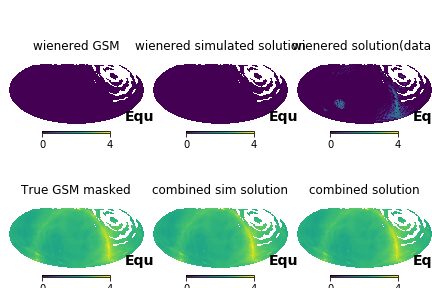 wienered GSM
wienered simulated solution
wienered solution(data
Equ
Equ
Eq
0 4
0 4
0 4
True GSM masked
combined sim solution
combined solution
Equ
Equ
Eq
0 4
0 4
0 4